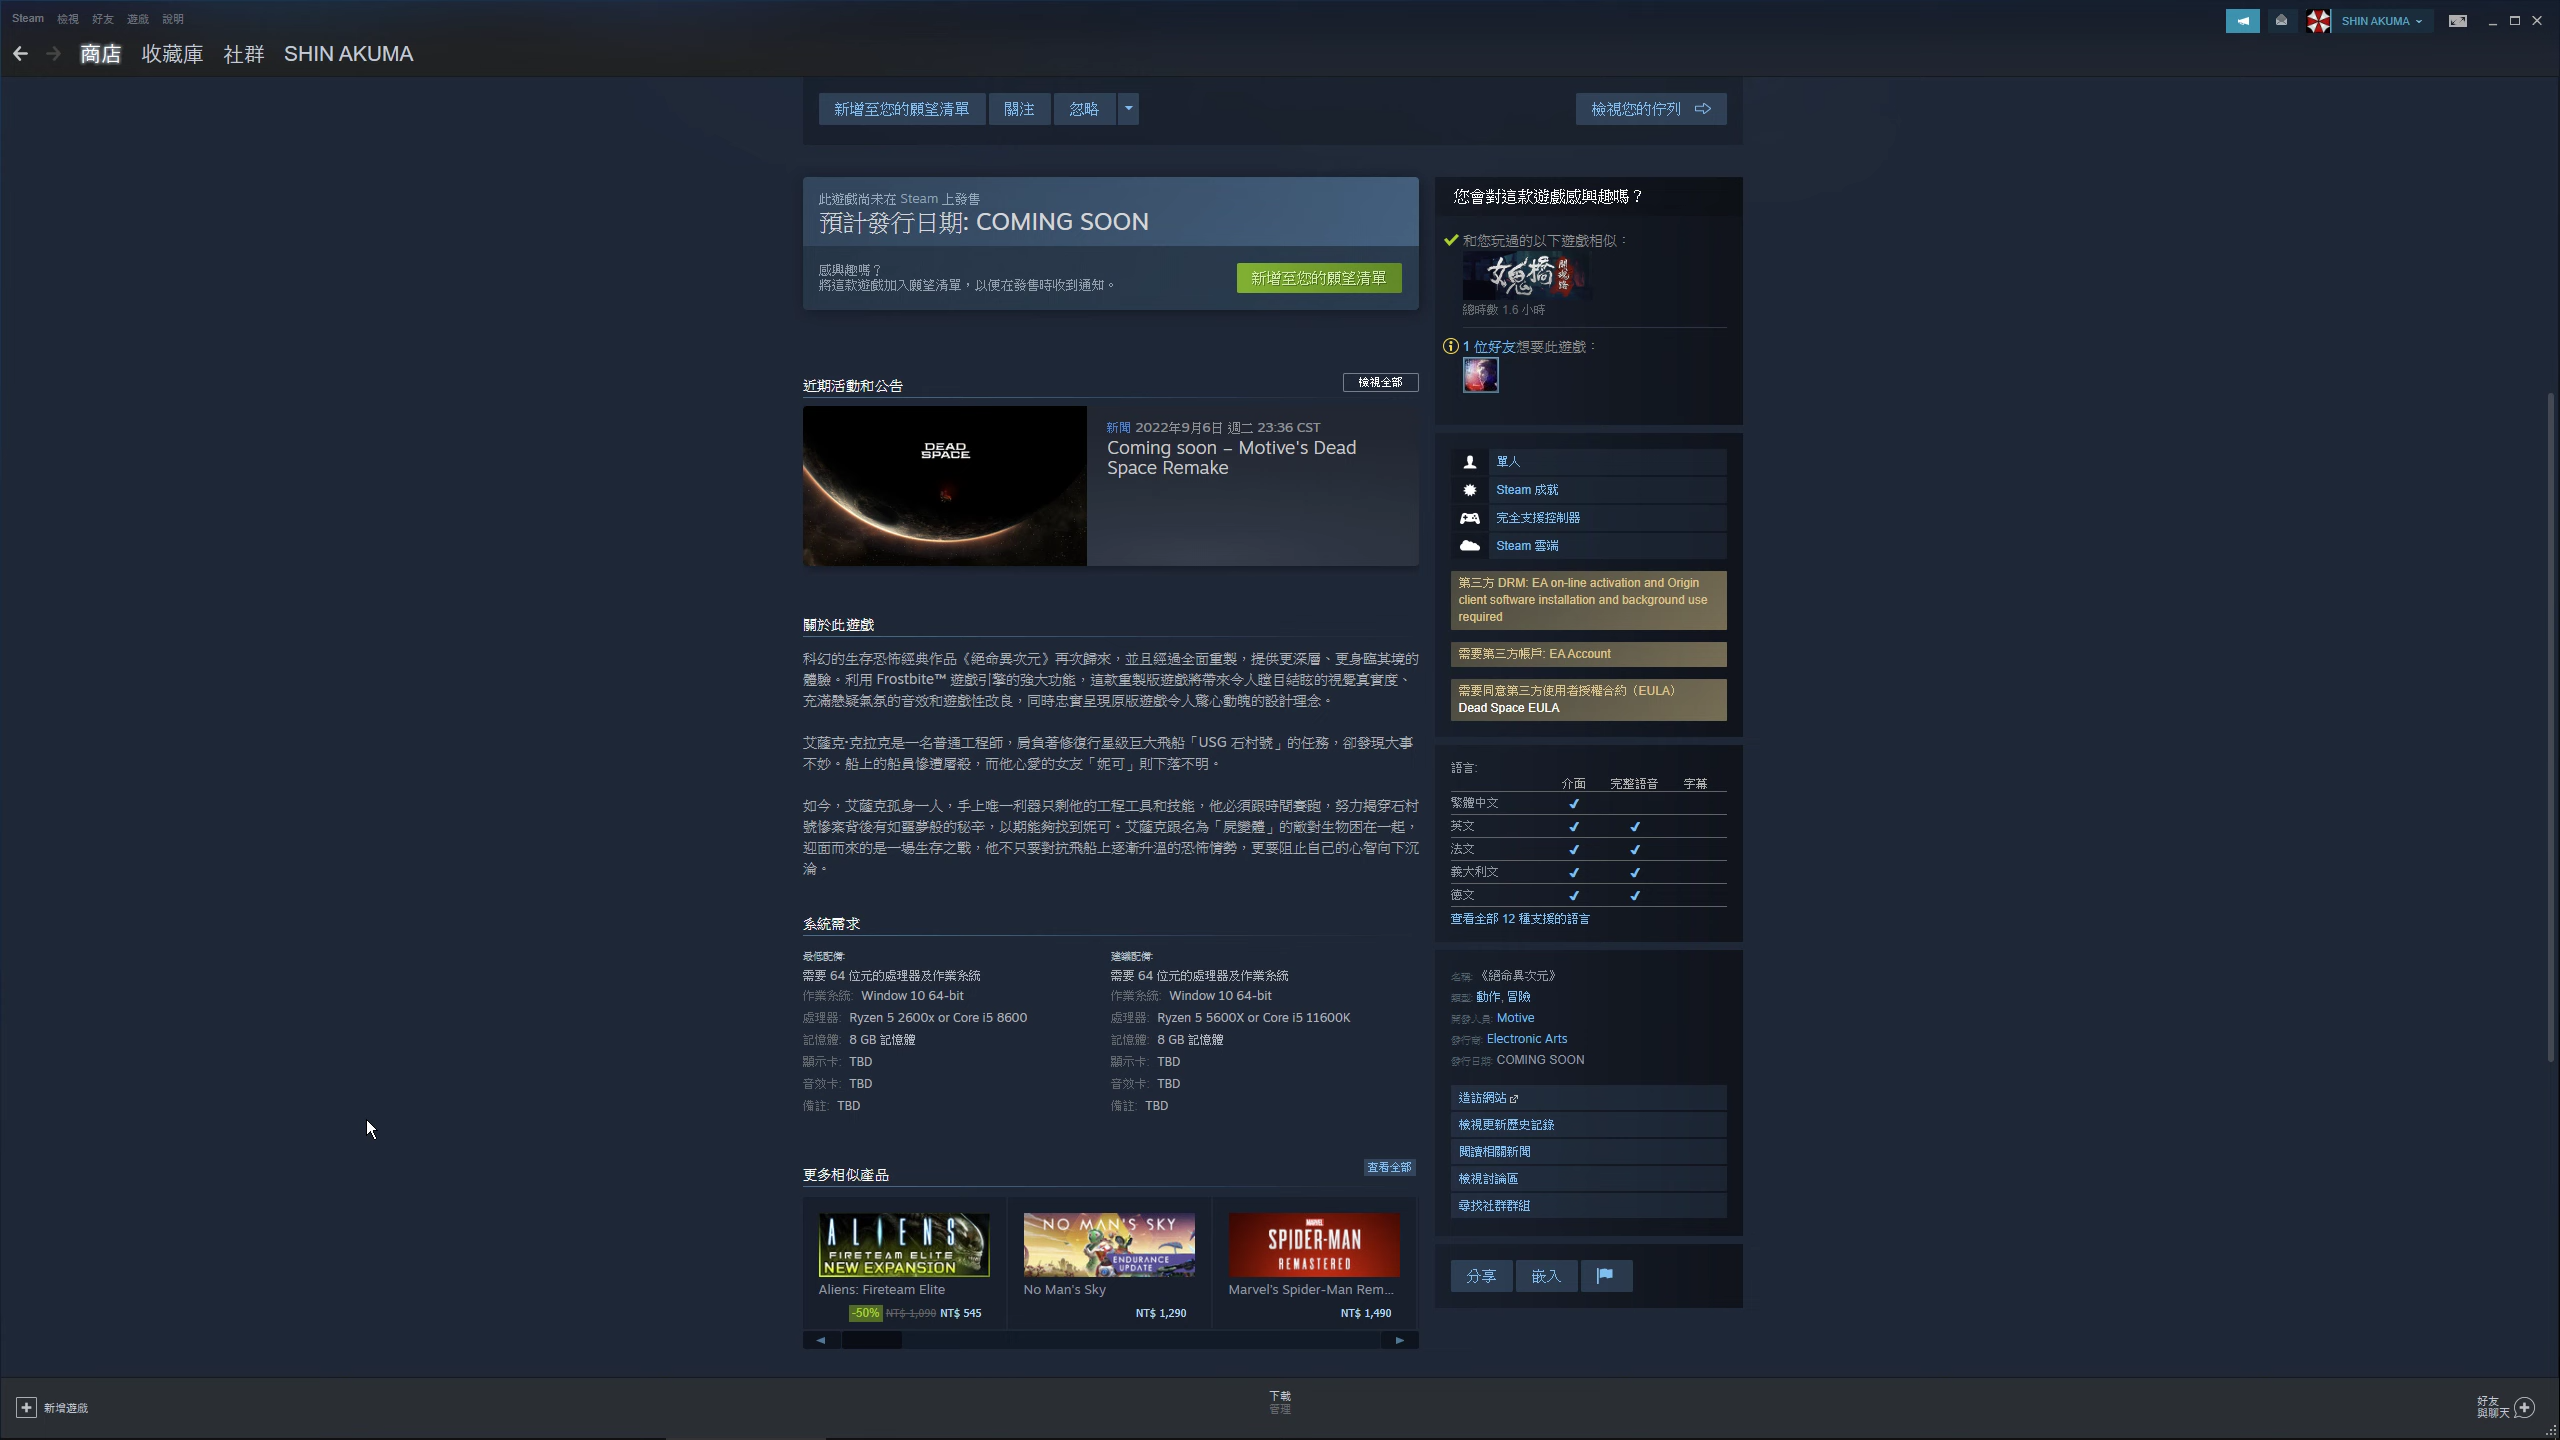 Steam 檢視 好友 遊戲 說明
SHIN AKUMA
商店 收藏庫 社群 SHIN AKUMA
新增至您的願望清單 關注 忽略
檢視您的佇列
此遊戲尚未在 Steam 上發售
預計發行日期: COMING SOON
感興趣嗎？
將這款遊戲加入願望清單，以便在發售時收到通知。
新增至您的願望清單
近期活動和公告
檢視全部
DEAD
SPACE
新聞 2022年9月6日 週二 23:36 CST
Coming soon – Motive's Dead
Space Remake
關於此遊戲
科幻的生存恐怖經典作品《絕命異次元》再次歸來，並且經過全面重製，提供更深層、更身臨其境的
體驗。利用 Frostbite™ 遊戲引擎的強大功能，這款重製版遊戲將帶來令人瞠目結眩的視覺真實度、
充滿懸疑氣氛的音效和遊戲性改良，同時忠實呈現原版遊戲令人驚心動魄的設計理念。
艾薩克·克拉克是一名普通工程師，肩負著修復行星級巨大飛船「USG 石村號」的任務，卻發現大事
不妙。船上的船員慘遭屠殺，而他心愛的女友「妮可」則下落不明。
如今，艾薩克孤身一人，手上唯一利器只剩他的工程工具和技能，他必須跟時間賽跑，努力揭穿石村
號慘案背後有如噩夢般的秘辛，以期能夠找到妮可。艾薩克跟名為「屍變體」的敵對生物困在一起，
迎面而來的是一場生存之戰，他不只要對抗飛船上逐漸升溫的恐怖情勢，更要阻止自己的心智向下沉
淪。
系統需求
最低配備:
需要 64 位元的處理器及作業系統
作業系統: Window 10 64-bit
處理器: Ryzen 5 2600x or Core i5 8600
記憶體: 8 GB 記憶體
顯示卡: TBD
音效卡: TBD
備註: TBD
建議配備:
需要 64 位元的處理器及作業系統
作業系統: Window 10 64-bit
處理器: Ryzen 5 5600X or Core i5 11600K
記憶體: 8 GB 記憶體
顯示卡: TBD
音效卡: TBD
備註: TBD
更多相似產品
查看全部
ALIENS
FIRETEAM ELITE
NEW EXPANSION
Aliens: Fireteam Elite
-50% NT$ 1,090 NT$ 545
NO MAN'S SKY
ENDURANCE
UPDATE
No Man's Sky
NT$ 1,290
MARVEL
SPIDER-MAN
REMASTERED
Marvel's Spider-Man Rem...
NT$ 1,490
您會對這款遊戲感興趣嗎？
和您玩過的以下遊戲相似：
女鬼橋
開魂路
總時數 1.6 小時
1 位好友想要此遊戲：
單人
Steam 成就
完全支援控制器
Steam 雲端
第三方 DRM: EA on-line activation and Origin
client software installation and background use
required
需要第三方帳戶: EA Account
需要同意第三方使用者授權合約（EULA）
Dead Space EULA
語言:
介面 完整語音 字幕
繁體中文
英文
法文
義大利文
德文
查看全部 12 種支援的語言
名稱: 《絕命異次元》
類型: 動作, 冒險
開發人員: Motive
發行商: Electronic Arts
發行日期: COMING SOON
造訪網站
檢視更新歷史記錄
閱讀相關新聞
檢視討論區
尋找社群群組
分享 嵌入
新增遊戲
下載
管理
好友
與聊天